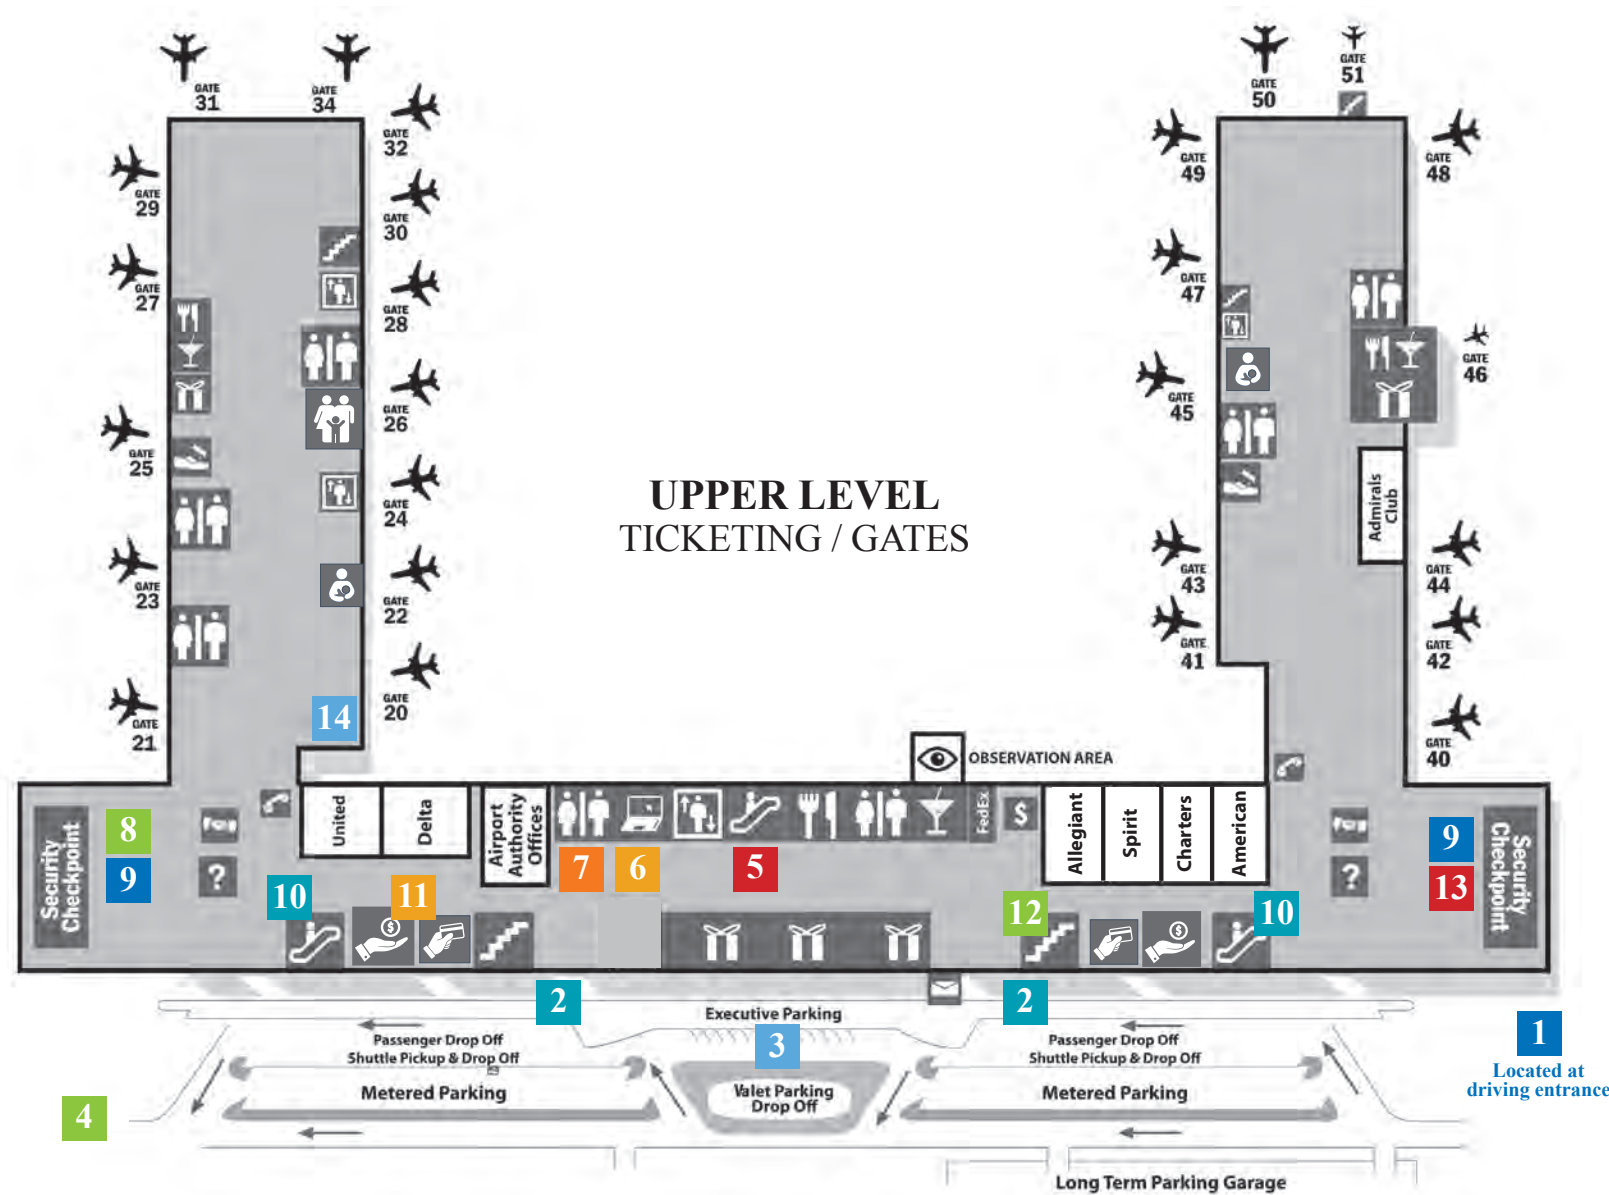 GATE
31
GATE
34
GATE
32
GATE
29
GATE
30
GATE
27
GATE
28
GATE
26
GATE
25
GATE
24
GATE
23
GATE
22
GATE
21
GATE
20
14
GATE
50
GATE
51
GATE
49
GATE
48
GATE
47
GATE
46
GATE
45
GATE
43
GATE
44
GATE
41
GATE
42
GATE
40
Admirals
Club
UPPER LEVEL
TICKETING / GATES
OBSERVATION AREA
Security
Checkpoint
8
9
?
10
United
Delta
11
$
Airport
Authority
Offices
7
6
5
FedEx
$
Allegiant
Spirit
Charters
American
12
$
10
?
9
13
Security
Checkpoint
2
2
Executive Parking
3
Passenger Drop Off
Shuttle Pickup & Drop Off
Metered Parking
Valet Parking
Drop Off
Passenger Drop Off
Shuttle Pickup & Drop Off
Metered Parking
4
1
Located at
driving entrance
Long Term Parking Garage